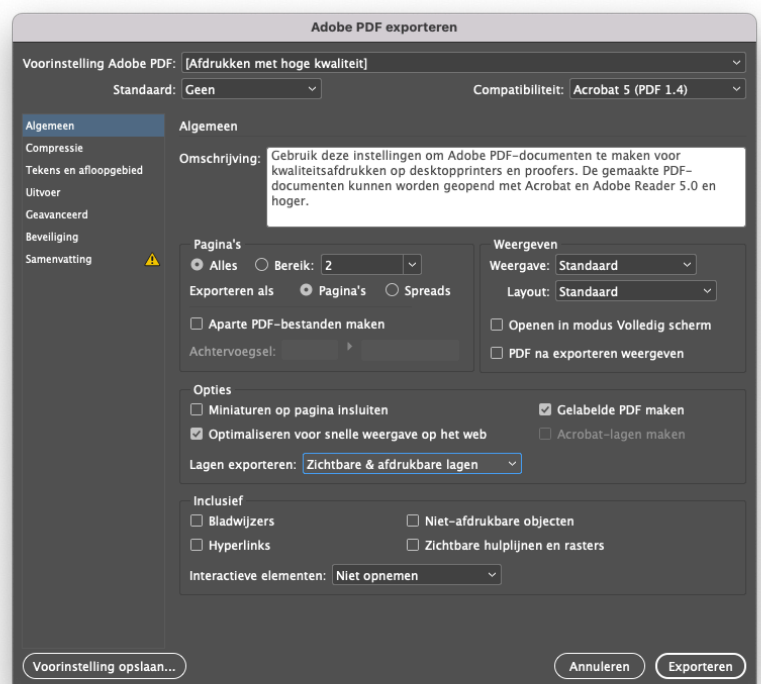 Adobe PDF exporteren
Voorinstelling Adobe PDF: [Afdrukken met hoge kwaliteit]
Standaard: Geen
Compatibiliteit: Acrobat 5 (PDF 1.4)
Algemeen
Compressie
Tekens en afloopgebied
Uitvoer
Geavanceerd
Beveiliging
Samenvatting
Algemeen
Omschrijving: Gebruik deze instellingen om Adobe PDF-documenten te maken voor
kwaliteitsafdrukken op desktopprinters en proofers. De gemaakte PDF-
documenten kunnen worden geopend met Acrobat en Adobe Reader 5.0 en
hoger.
Pagina's
Alles Bereik: 2
Exporteren als Pagina's Spreads
Aparte PDF-bestanden maken
Achtervoegsel:
Weergeven
Weergave: Standaard
Layout: Standaard
Openen in modus Volledig scherm
PDF na exporteren weergeven
Opties
Miniaturen op pagina insluiten
Gelabelde PDF maken
Optimaliseren voor snelle weergave op het web
Acrobat-lagen maken
Lagen exporteren: Zichtbare & afdrukbare lagen
Inclusief
Bladwijzers
Niet-afdrukbare objecten
Hyperlinks
Zichtbare hulplijnen en rasters
Interactieve elementen: Niet opnemen
Voorinstelling opslaan...
Annuleren
Exporteren